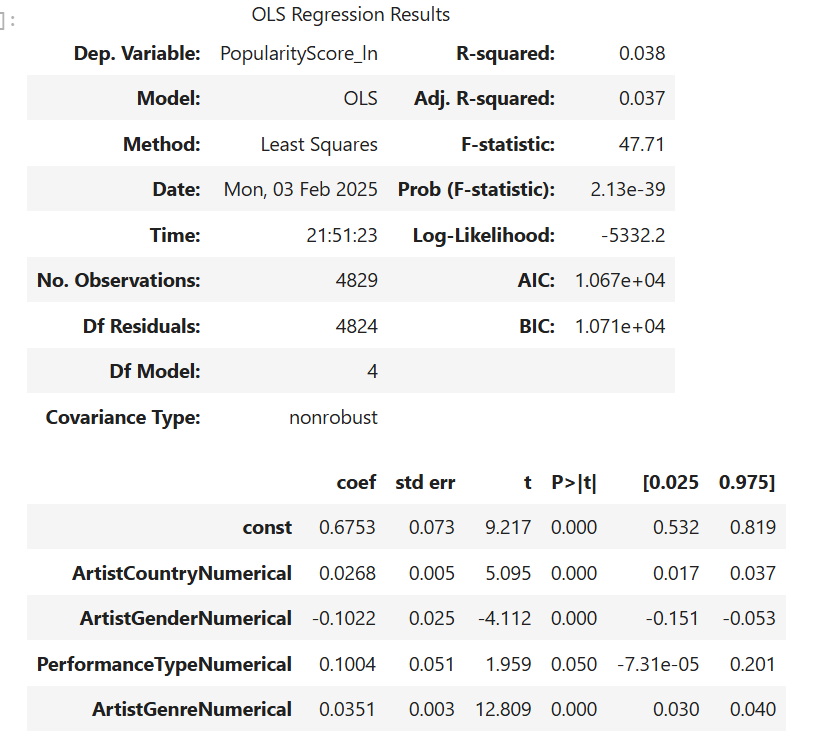 ]:
OLS Regression Results
Dep. Variable: PopularityScore_ln R-squared: 0.038
Model: OLS Adj. R-squared: 0.037
Method: Least Squares F-statistic: 47.71
Date: Mon, 03 Feb 2025 Prob (F-statistic): 2.13e-39
Time: 21:51:23 Log-Likelihood: -5332.2
No. Observations: 4829 AIC: 1.067e+04
Df Residuals: 4824 BIC: 1.071e+04
Df Model: 4
Covariance Type: nonrobust
coef std err t P>|t| [0.025 0.975]
const 0.6753 0.073 9.217 0.000 0.532 0.819
ArtistCountryNumerical 0.0268 0.005 5.095 0.000 0.017 0.037
ArtistGenderNumerical -0.1022 0.025 -4.112 0.000 -0.151 -0.053
PerformanceTypeNumerical 0.1004 0.051 1.959 0.050 -7.31e-05 0.201
ArtistGenreNumerical 0.0351 0.003 12.809 0.000 0.030 0.040